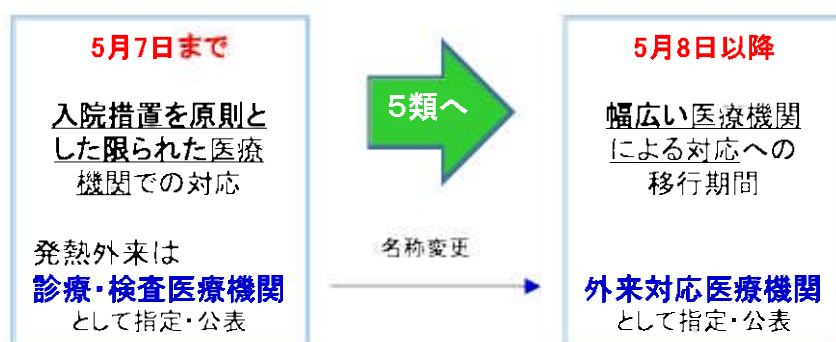 5月7日まで
入院措置を原則と
した限られた医療
機関での対応
発熱外来は
診療・検査医療機関
として指定・公表
5類へ
名称変更
5月8日以降
幅広い医療機関
による対応への
移行期間
外来対応医療機関
として指定・公表